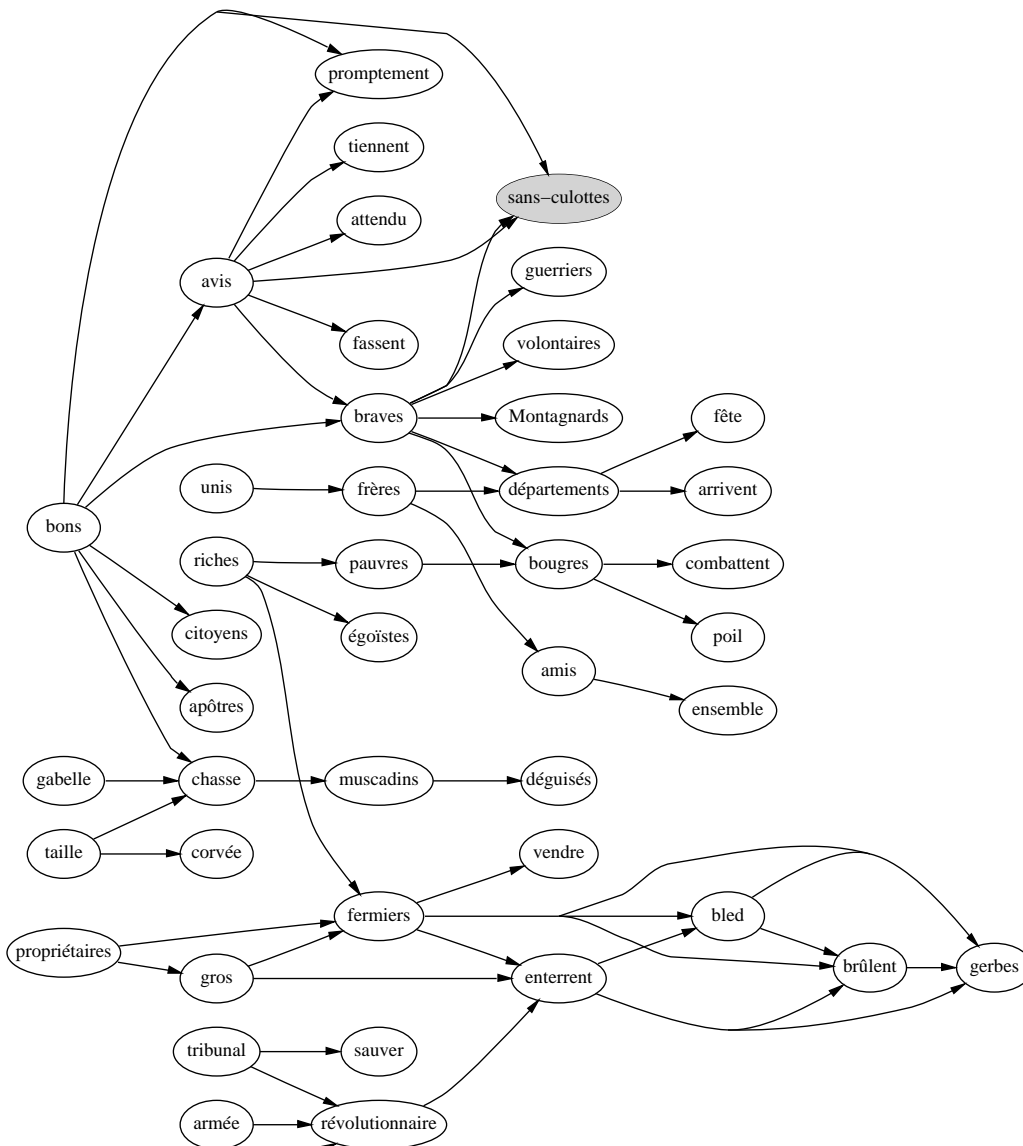 promptement
tiennent
sans-culottes
attendu
guerriers
avis
fassent
volontaires
braves
Montagnards
fête
unis
frères
départements
arrivent
bons
riches
pauvres
bougres
combattent
citoyens
égoïstes
poil
amis
apôtres
ensemble
gabelle
chasse
muscadins
déguisés
taille
corvée
vendre
fermiers
bled
propriétaires
gros
enterrent
brûlent
gerbes
tribunal
sauver
armée
révolutionnaire